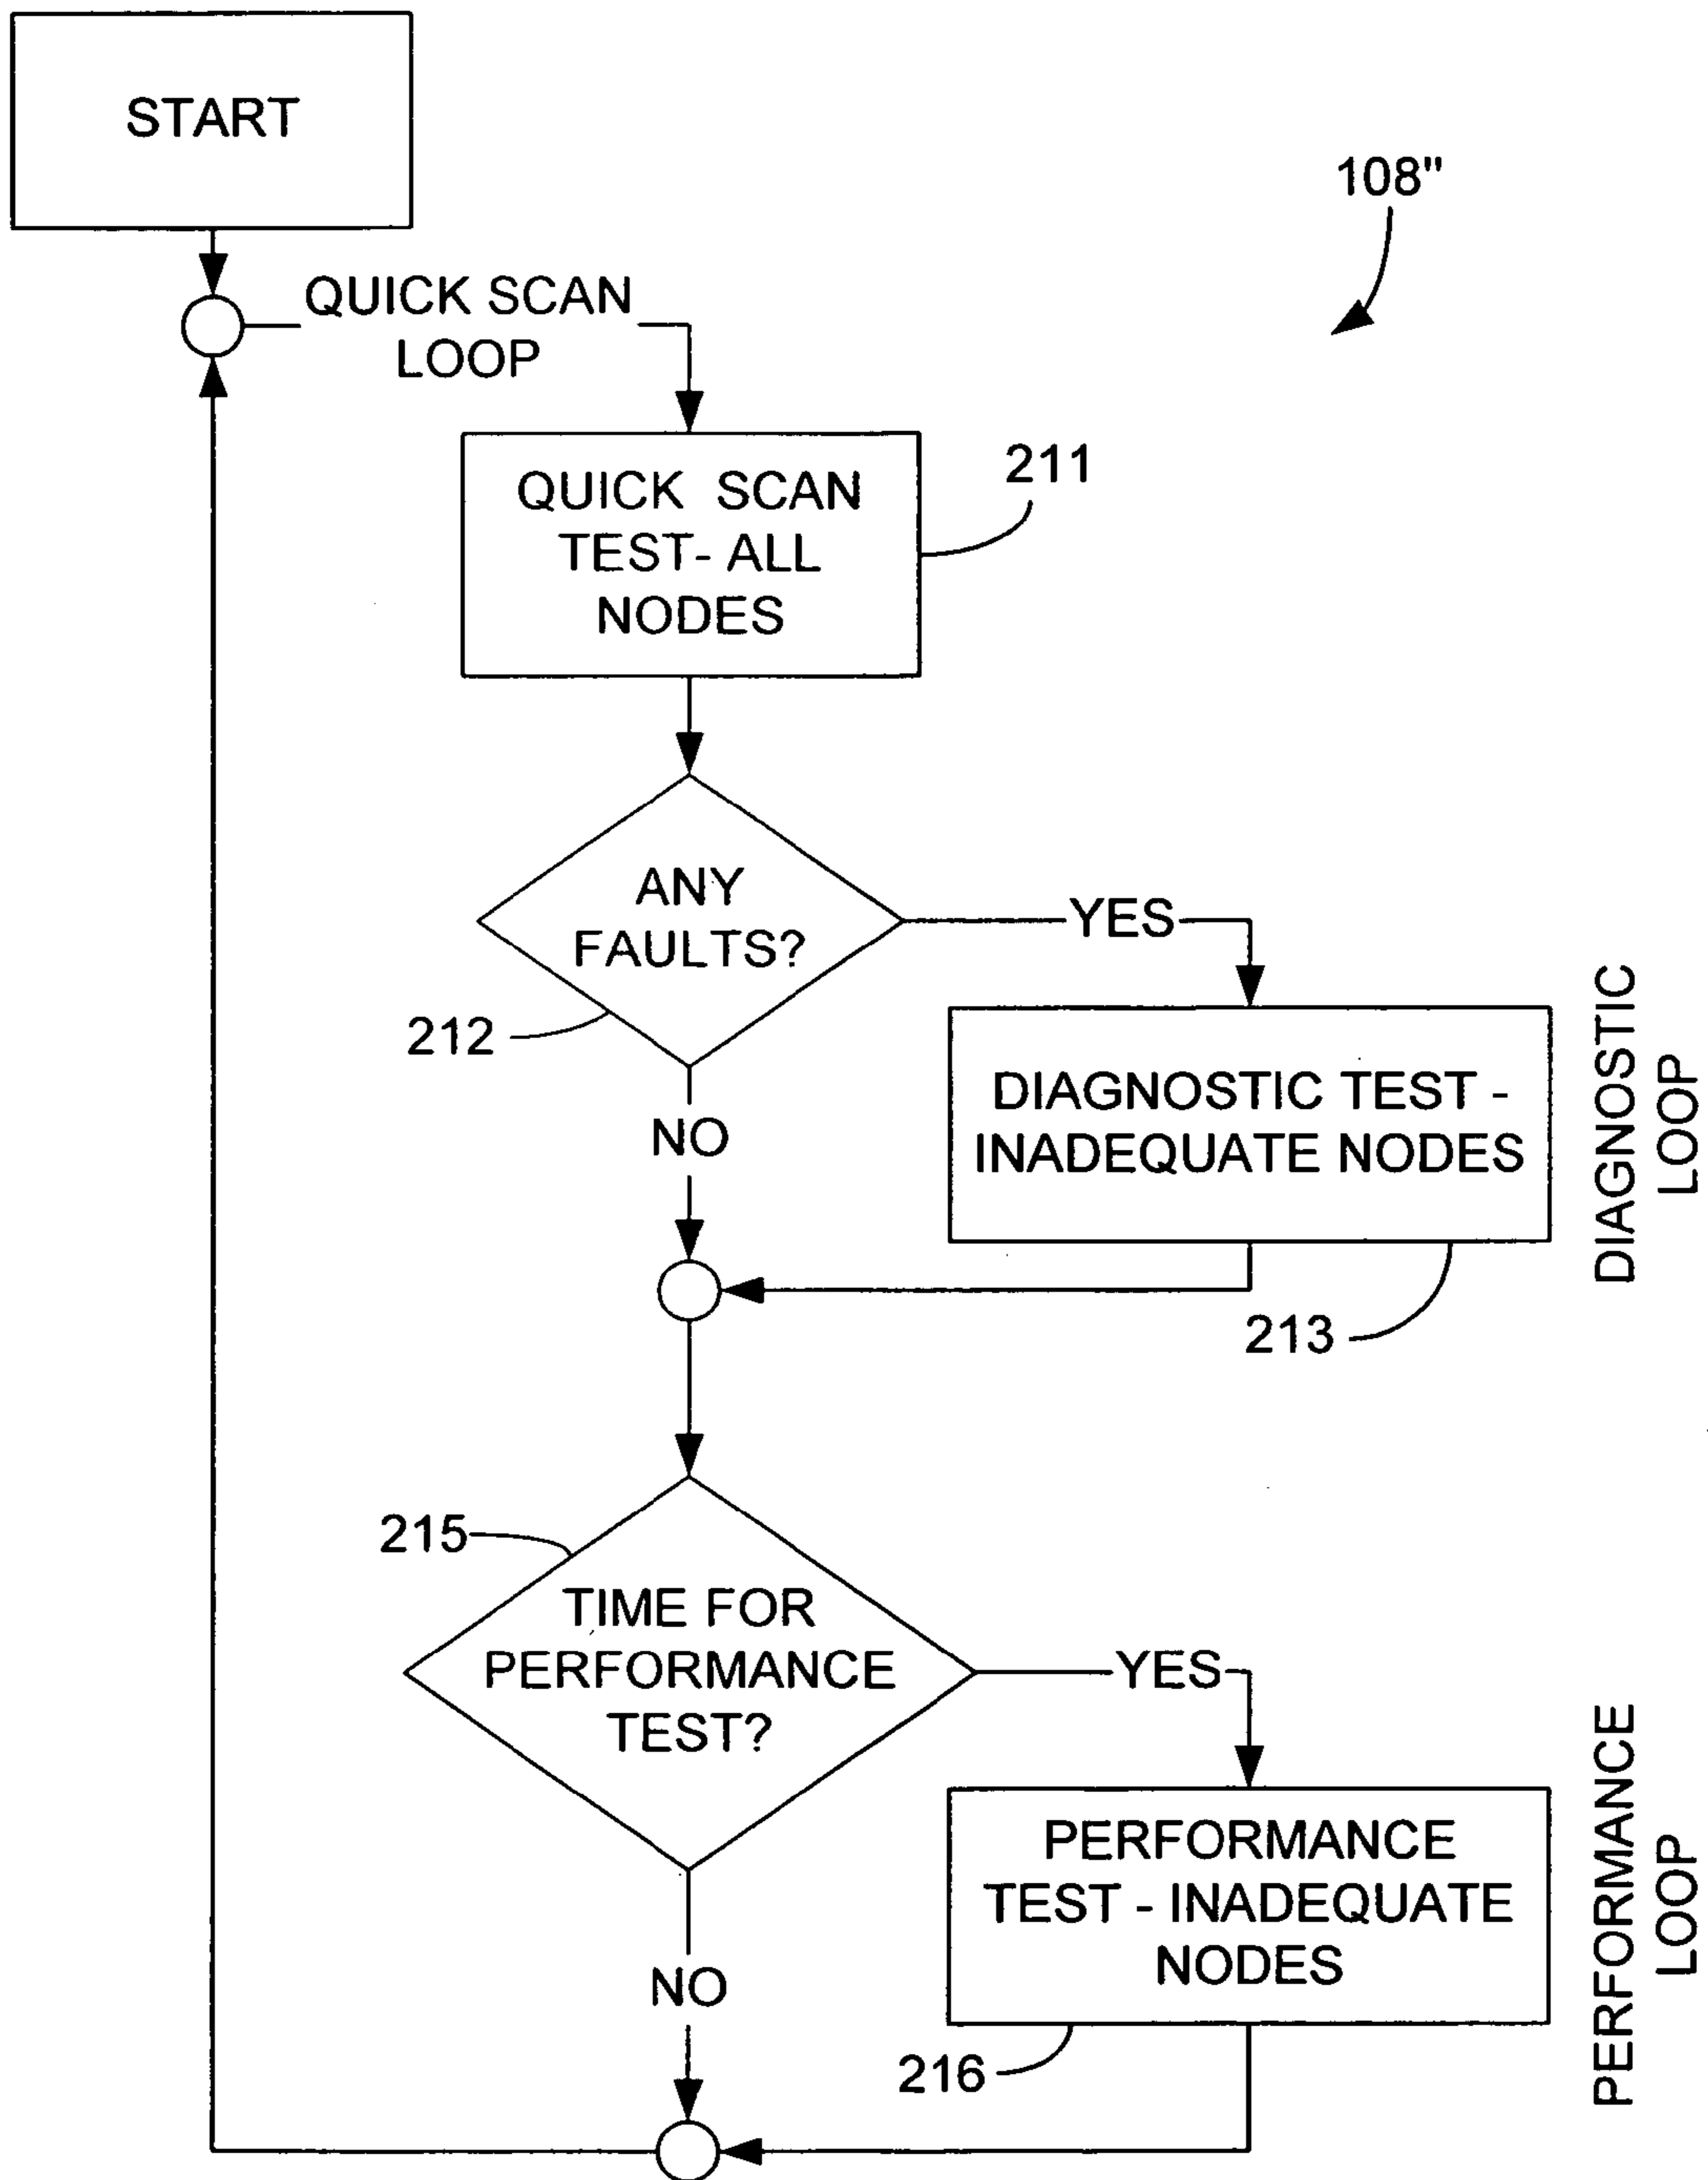 START
108"
QUICK SCAN
LOOP
QUICK SCAN
TEST- ALL
NODES
211
ANY
FAULTS?
YES
212
NO
DIAGNOSTIC TEST -
INADEQUATE NODES
DIAGNOSTIC
LOOP
213
215
TIME FOR
PERFORMANCE
TEST?
YES
NO
PERFORMANCE
TEST - INADEQUATE
NODES
PERFORMANCE
LOOP
216